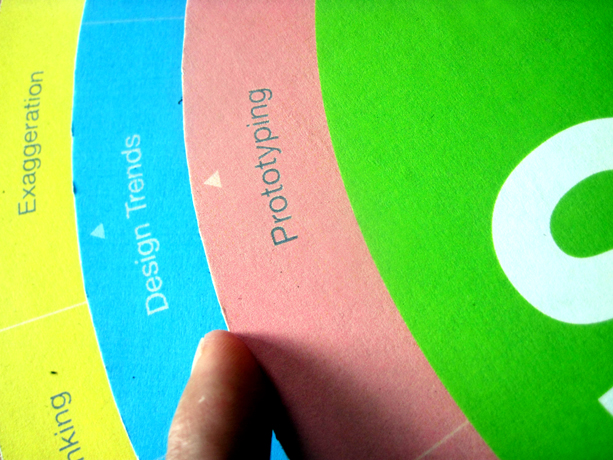 Exaggeration
Design Trends
Prototyping
nking